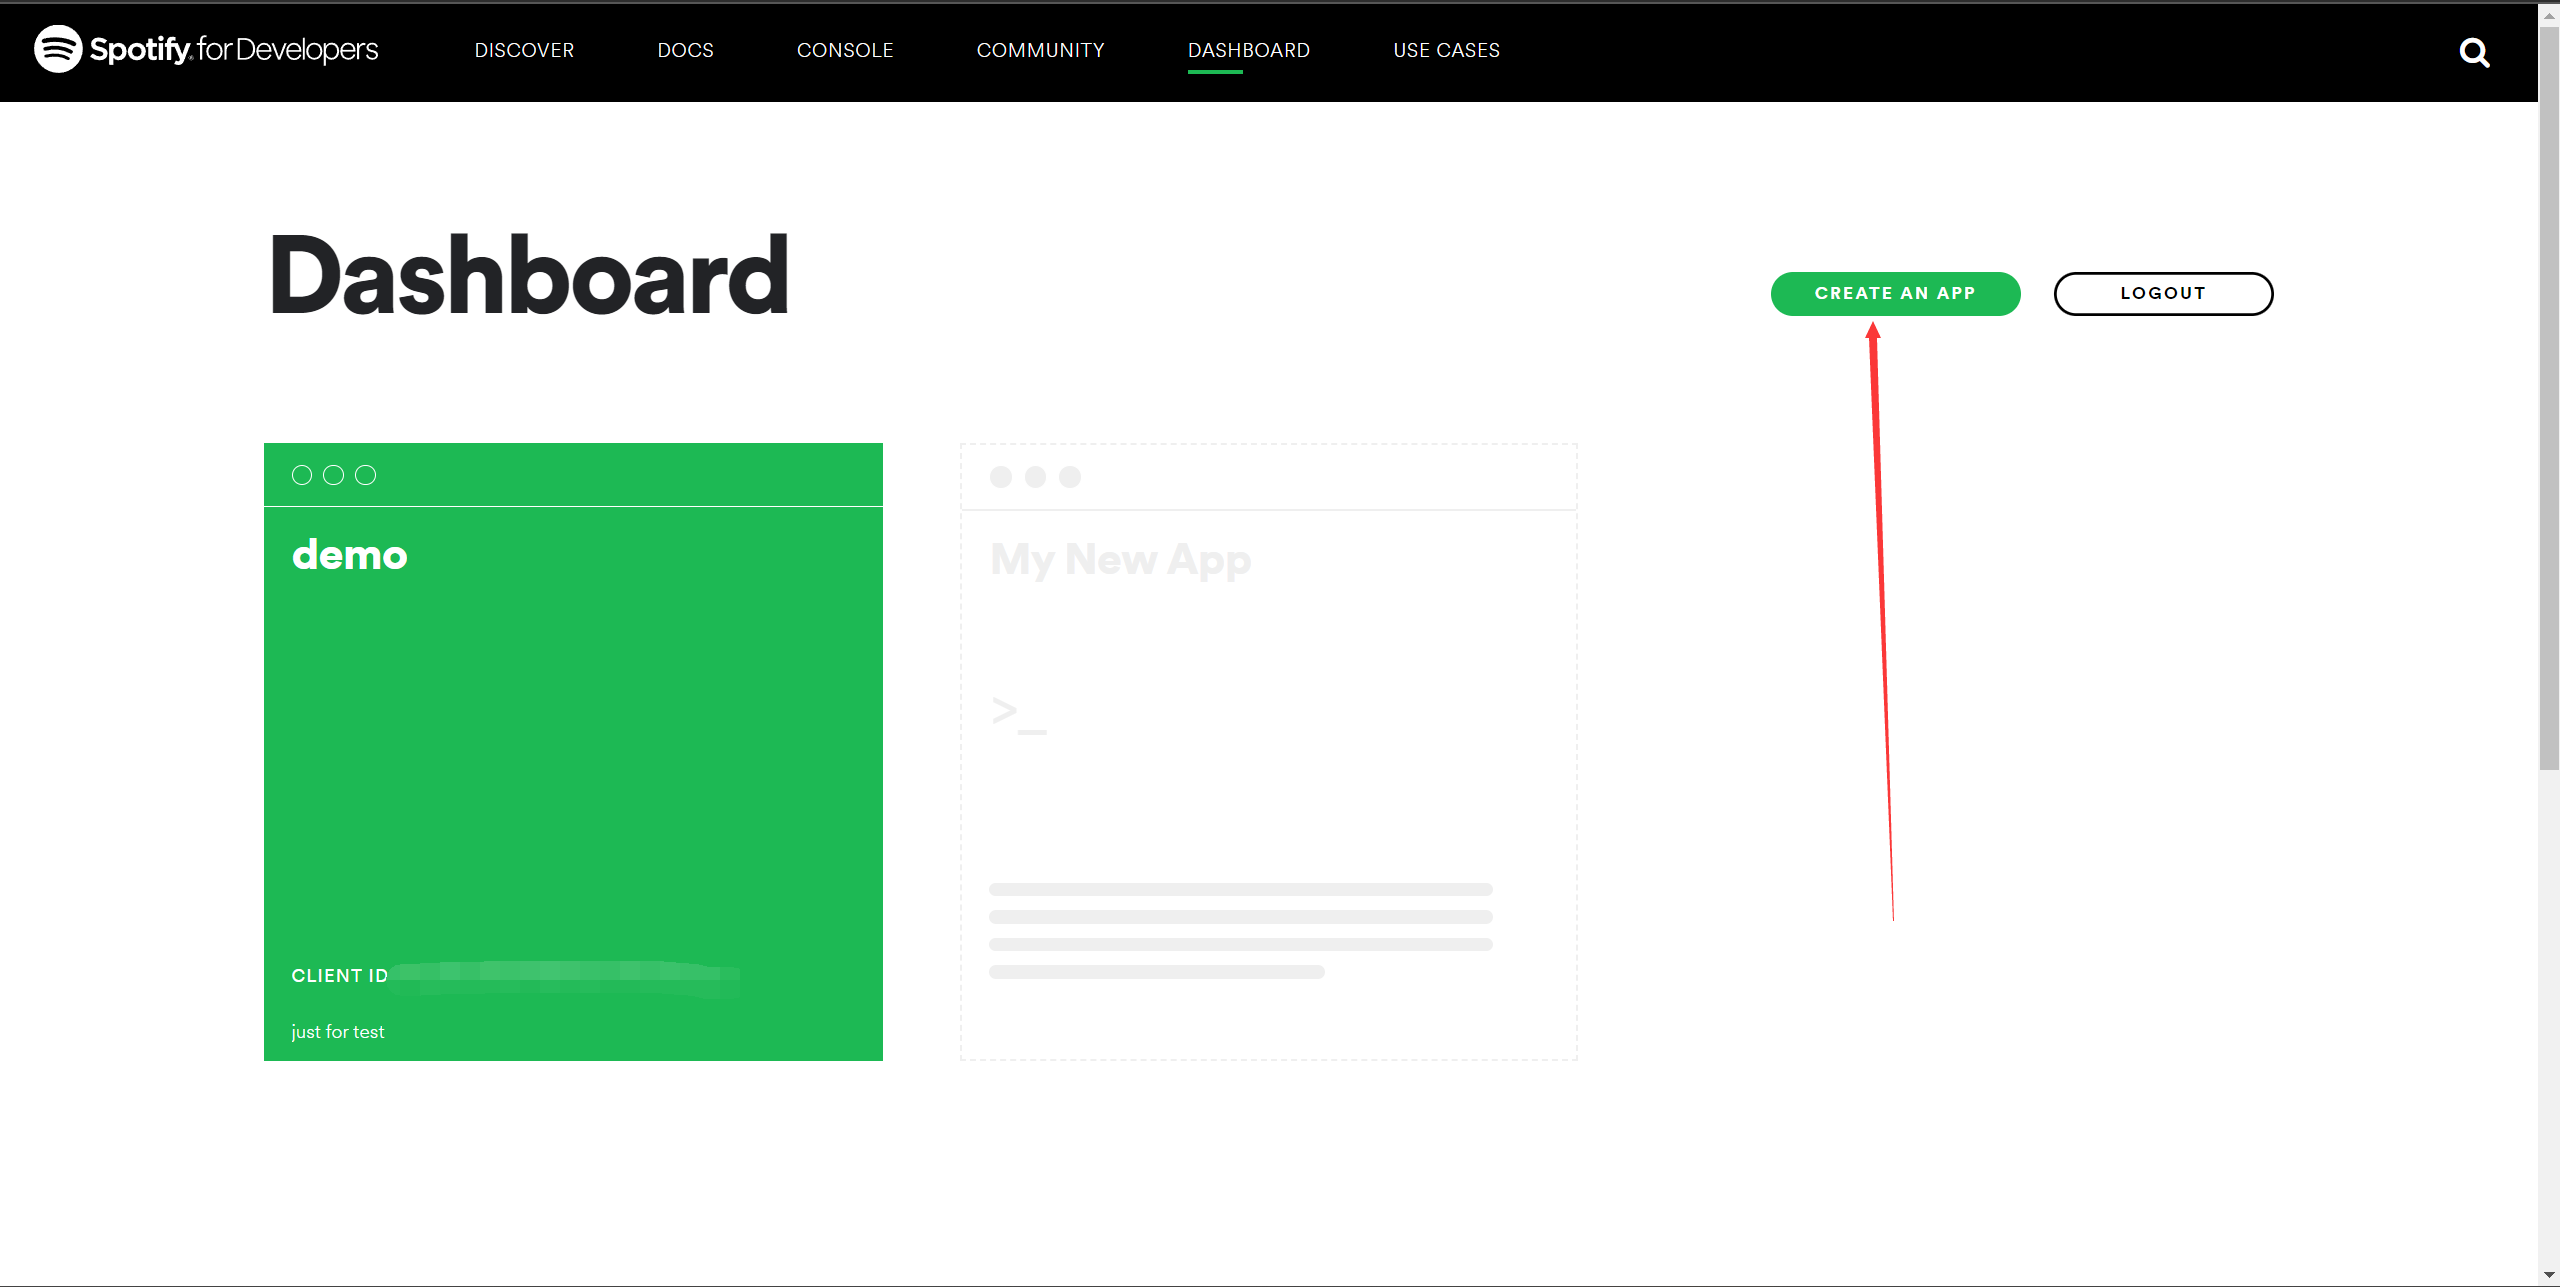 Spotify for Developers
DISCOVER
DOCS
CONSOLE
COMMUNITY
DASHBOARD
USE CASES
Dashboard
CREATE AN APP
LOGOUT
demo
CLIENT ID
just for test
My New App
>_